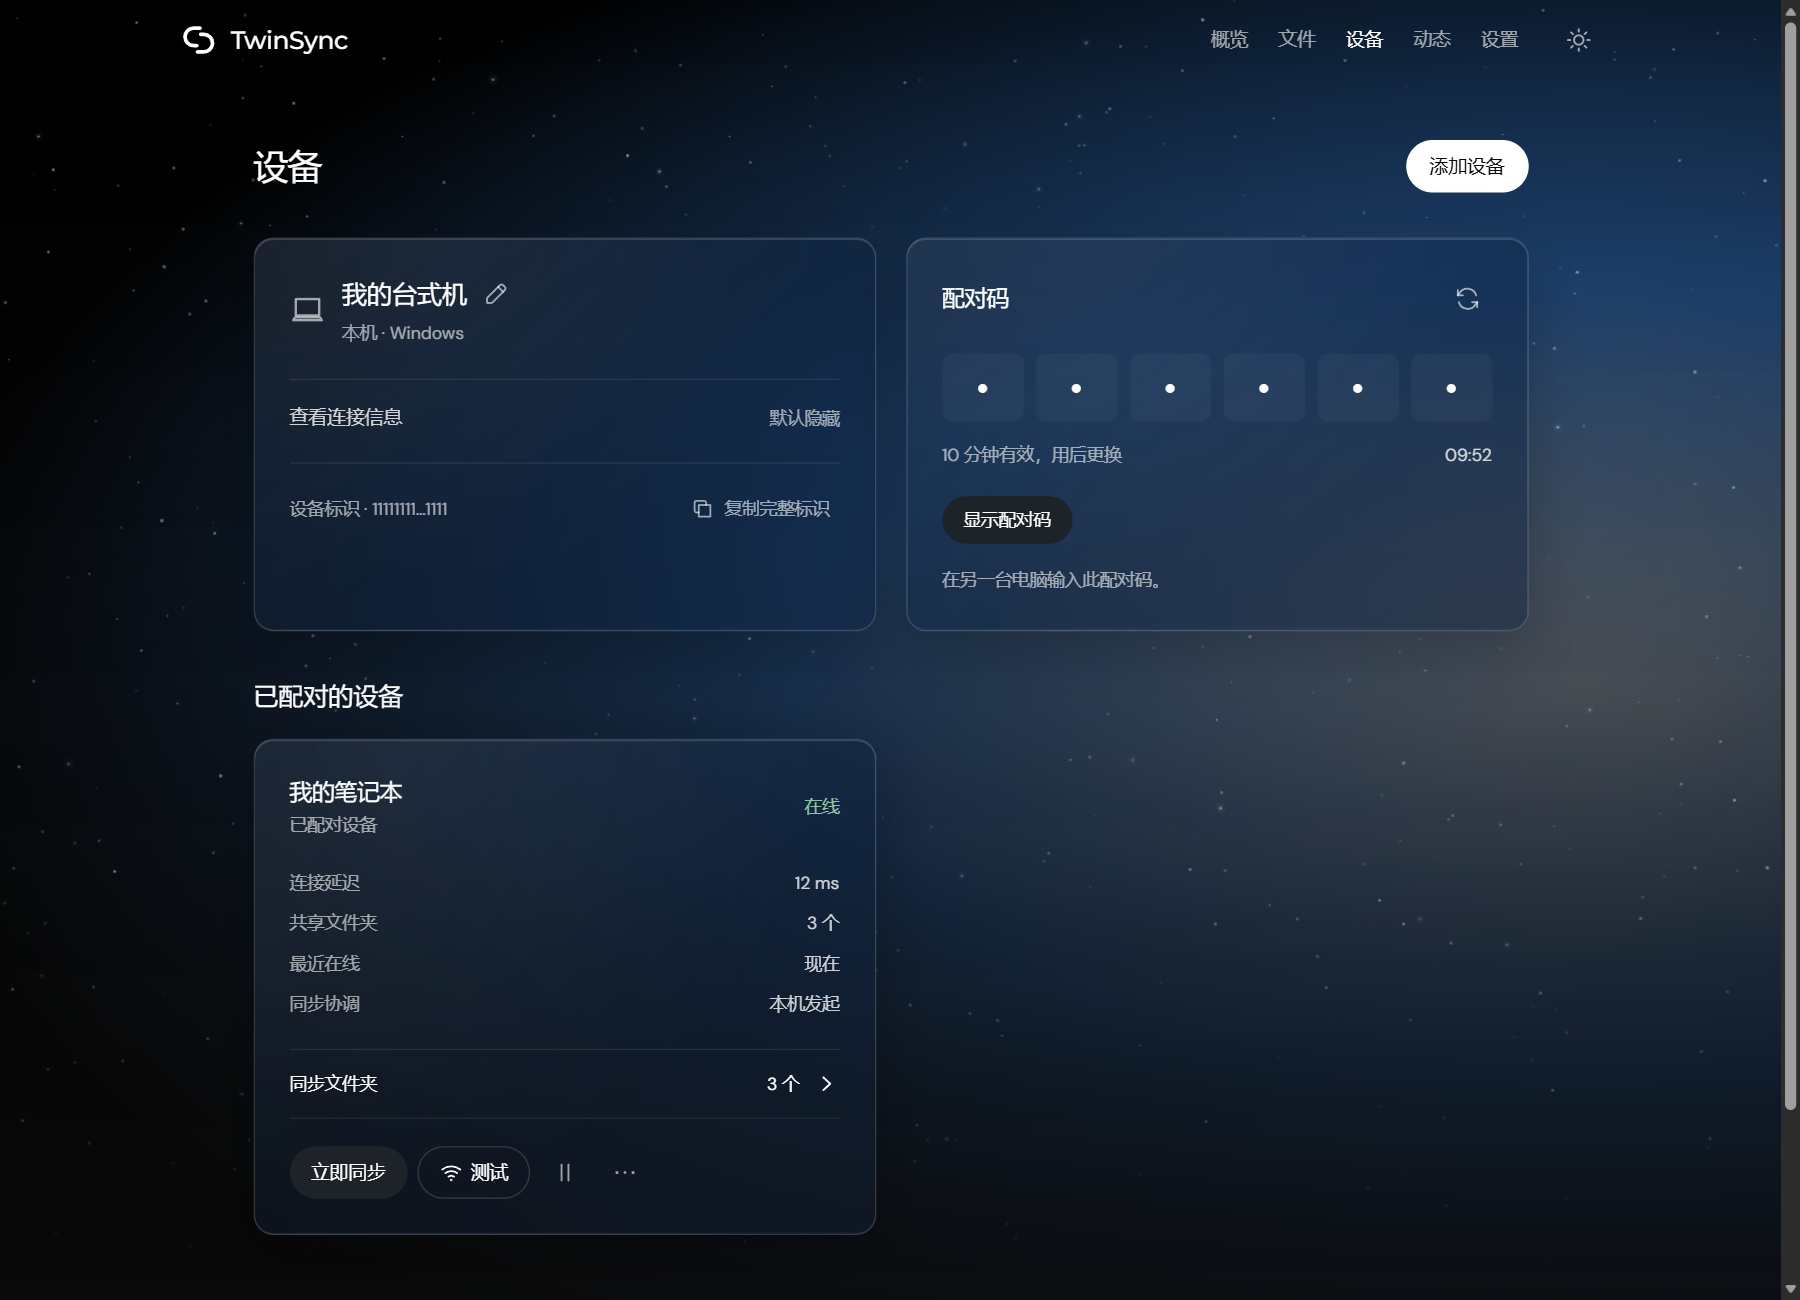 TwinSync
概览 文件 设备 动态 设置
设备
添加设备
我的台式机
本机 · Windows
查看连接信息 默认隐藏
设备标识 · 11111111...1111 复制完整标识
配对码
10 分钟有效，用后更换 09:52
显示配对码
在另一台电脑输入此配对码。
已配对的设备
我的笔记本
已配对设备
在线
连接延迟 12 ms
共享文件夹 3 个
最近在线 现在
同步协调 本机发起
同步文件夹 3 个
立即同步 测试